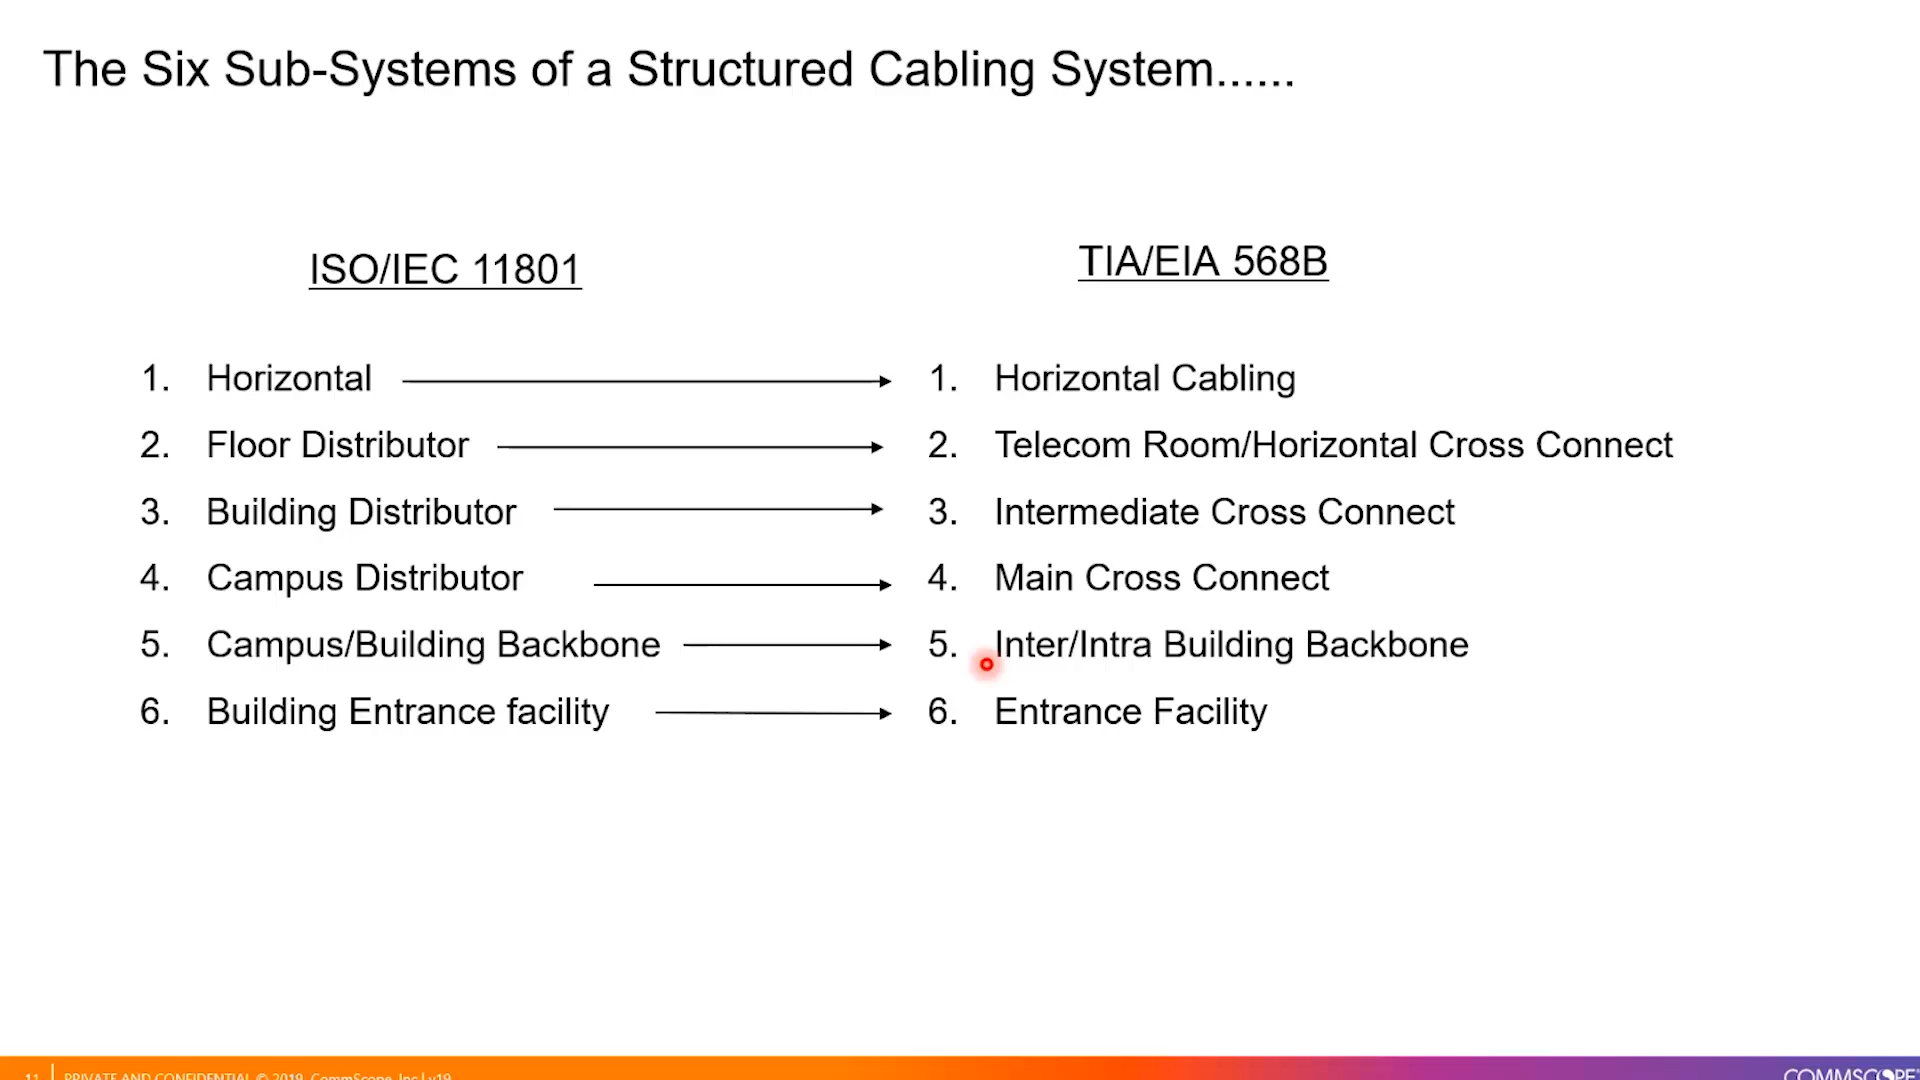 The Six Sub-Systems of a Structured Cabling System......
ISO/IEC 11801
TIA/EIA 568B
1. Horizontal
1. Horizontal Cabling
2. Floor Distributor
2. Telecom Room/Horizontal Cross Connect
3. Building Distributor
3. Intermediate Cross Connect
4. Campus Distributor
4. Main Cross Connect
5. Campus/Building Backbone
5. Inter/Intra Building Backbone
6. Building Entrance facility
6. Entrance Facility
11 PRIVATE AND CONFIDENTIAL © 2019 CommScope, Inc | v19
COMMSCOPE